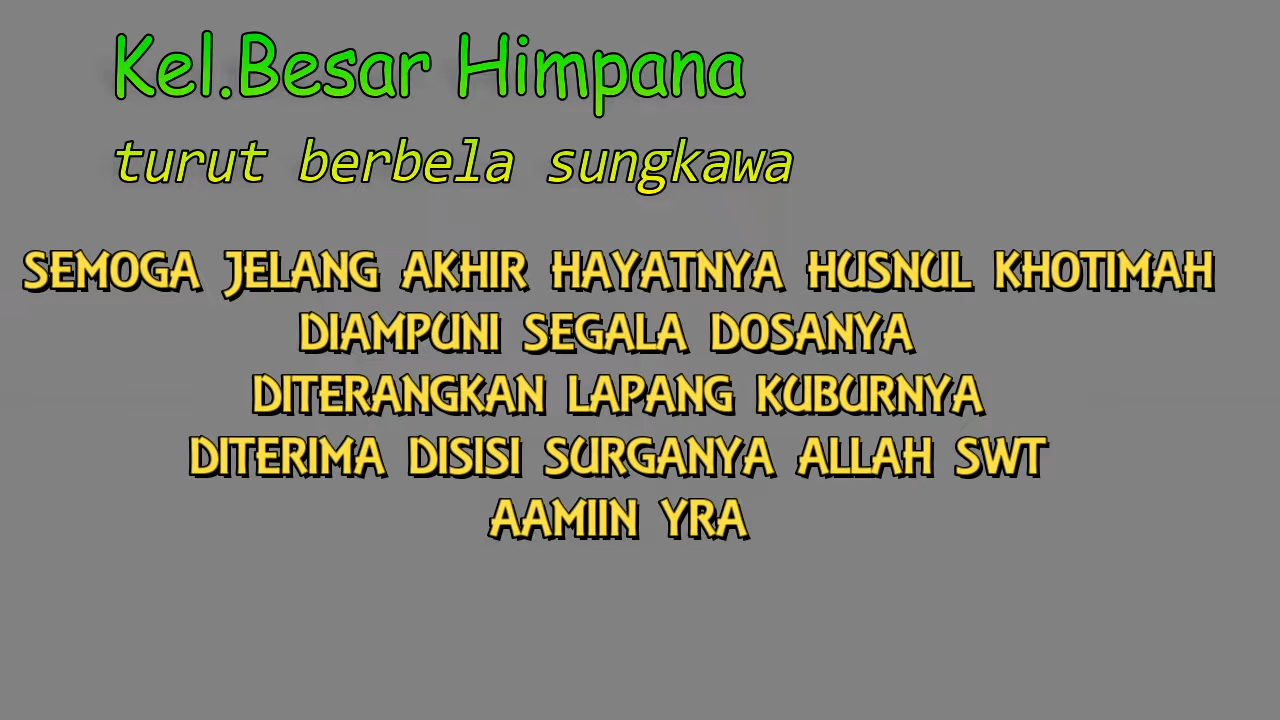 Kel.Besar Himpana
turut berbela sungkawa
SEMOGA JELANG AKHIR HAYATNYA HUSNUL KHOTIMAH
DIAMPUNI SEGALA DOSANYA
DITERANGKAN LAPANG KUBURNYA
DITERIMA DISISI SURGANYA ALLAH SWT
AAMIIN YRA